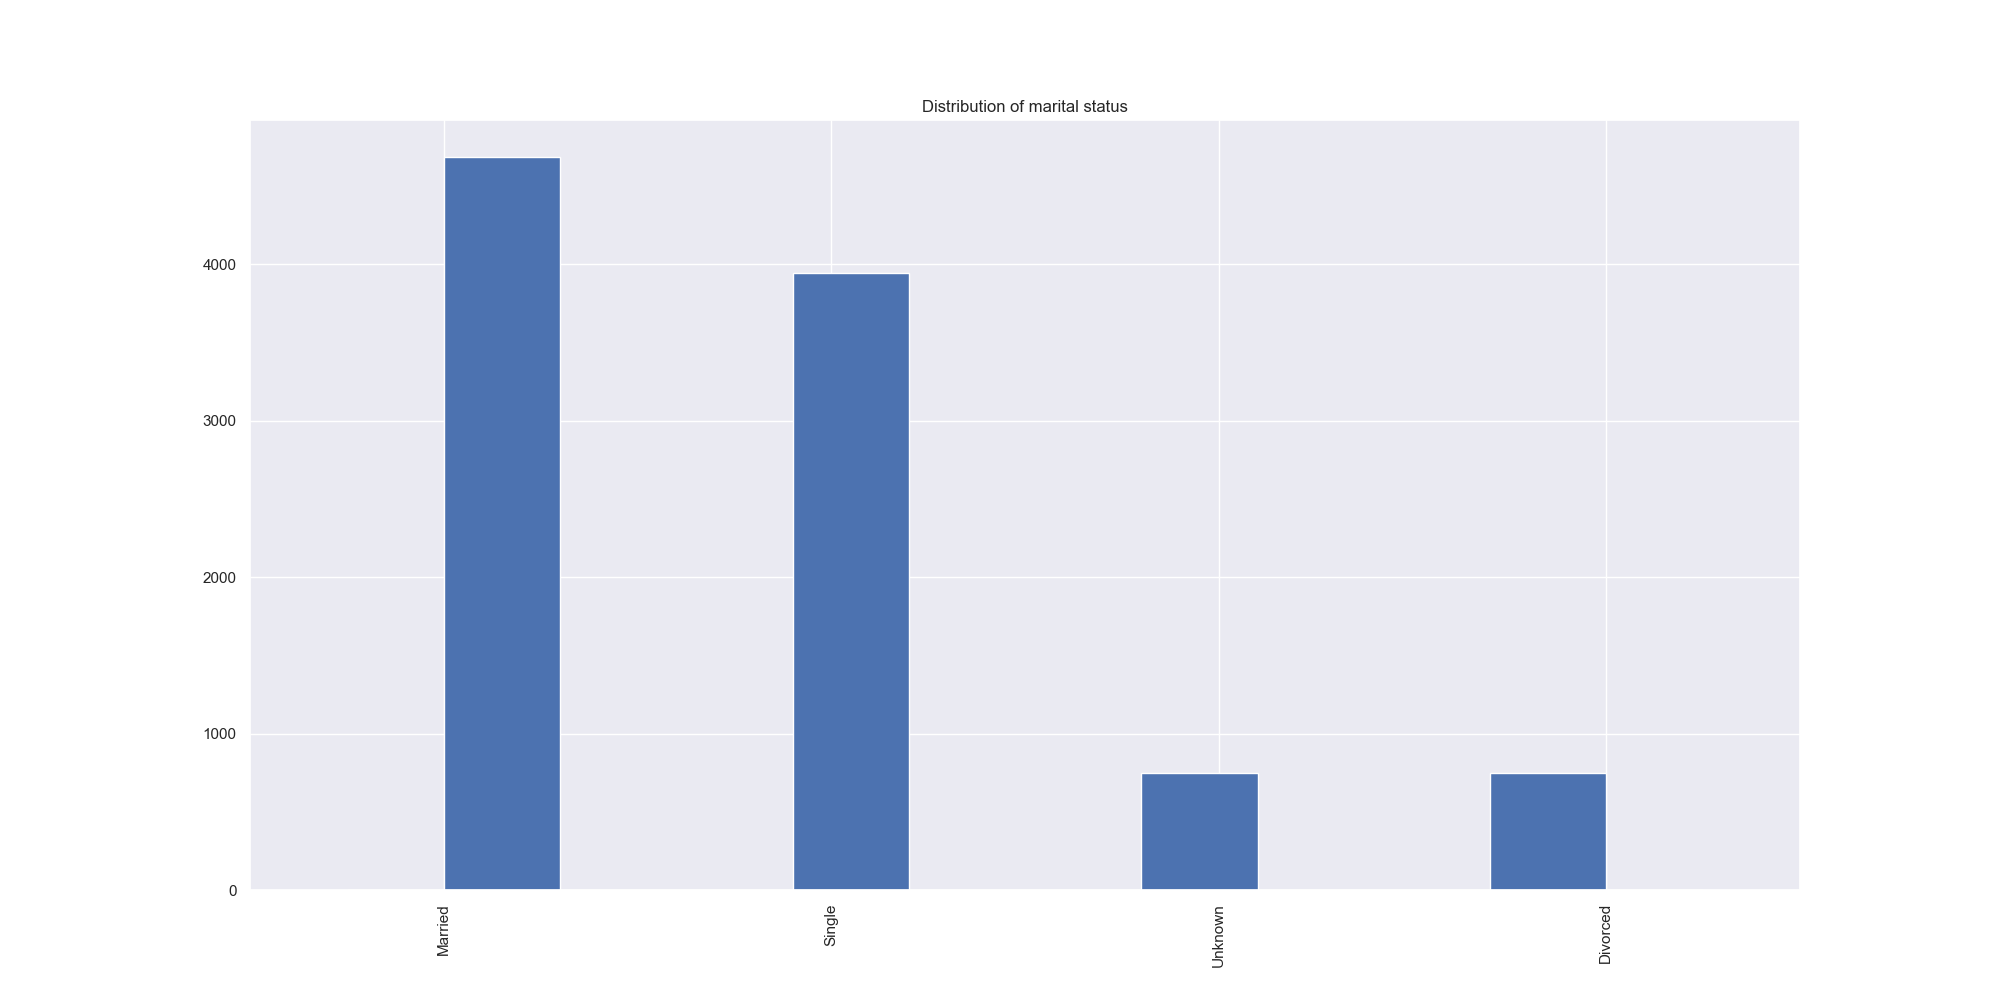 Distribution of marital status
4000
3000
2000
1000
0
Married
Single
Unknown
Divorced